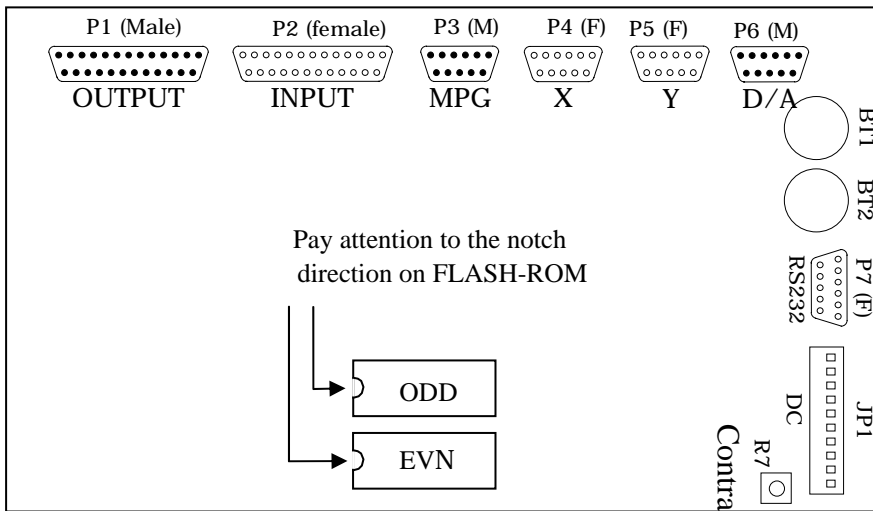 P1 (Male)
P2 (female)
P3 (M)
P4 (F)
P5 (F)
P6 (M)
OUTPUT
INPUT
MPG
X
Y
D/A
BT1
BT2
Pay attention to the notch
direction on FLASH-ROM
P7 (F)
RS232
ODD
EVN
JP1
DC
R7
Contra